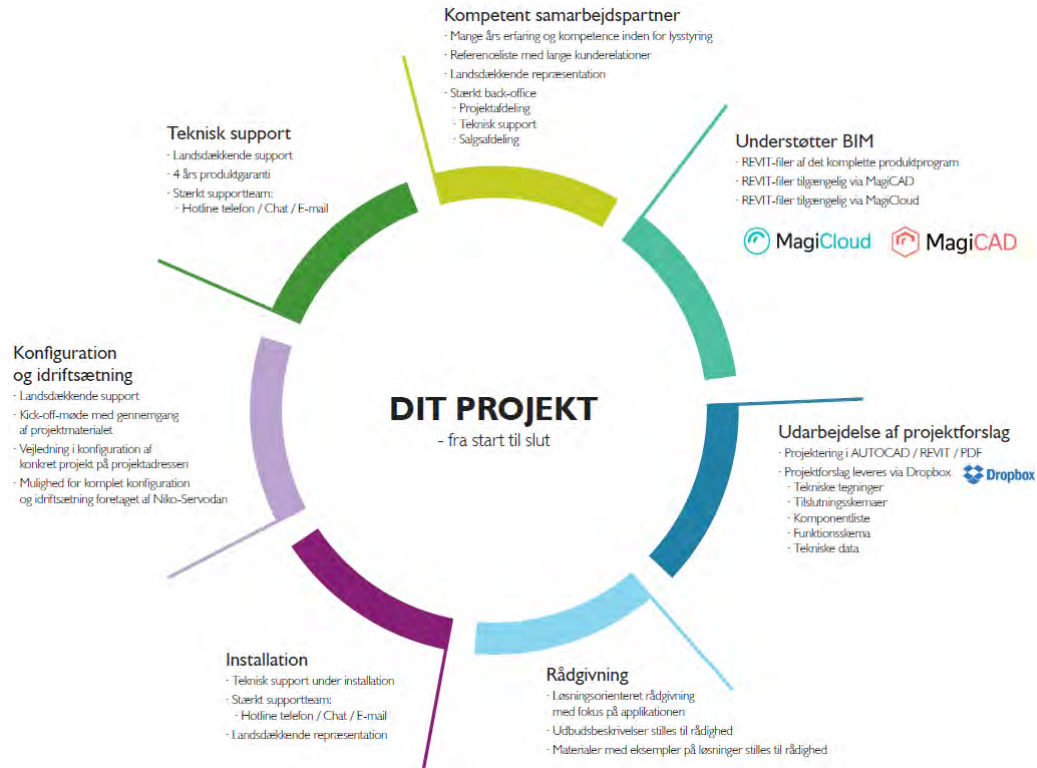 Kompetent samarbejdspartner
· Mange års erfaring og kompetence inden for lysstyring
· Referenceliste med lange kunderelationer
· Landsdækkende repræsentation
· Stærkt back-office
· Projektafdeling
· Teknisk support
· Salgsafdeling
Understøtter BIM
· REVIT-filer af det komplette produktprogram
· REVIT-filer tilgængelig via MagiCAD
· REVIT-filer tilgængelig via MagiCloud
MagiCloud MagiCAD
Udarbejdelse af projektforslag
· Projektering i AUTOCAD / REVIT / PDF
· Projektforslag leveres via Dropbox Dropbox
· Tekniske tegninger
· Tilslutningsskemaer
· Komponentliste
· Funktionsskema
· Tekniske data
Rådgivning
· Løsningsorienteret rådgivning
med fokus på applikationen
· Udbudsbeskrivelser stilles til rådighed
· Materialer med eksempler på løsninger stilles til rådighed
Installation
· Teknisk support under installation
· Stærkt supportteam:
· Hotline telefon / Chat / E-mail
· Landsdækkende repræsentation
Konfiguration
og idriftsætning
· Landsdækkende support
· Kick-off-møde med gennemgang
af projektmaterialet
· Vejledning i konfiguration af
konkret projekt på projektadressen
· Mulighed for komplet konfiguration
og idriftsætning foretaget af Niko-Servodan
Teknisk support
· Landsdækkende support
· 4 års produktgaranti
· Stærkt supportteam:
· Hotline telefon / Chat / E-mail
DIT PROJEKT
- fra start til slut